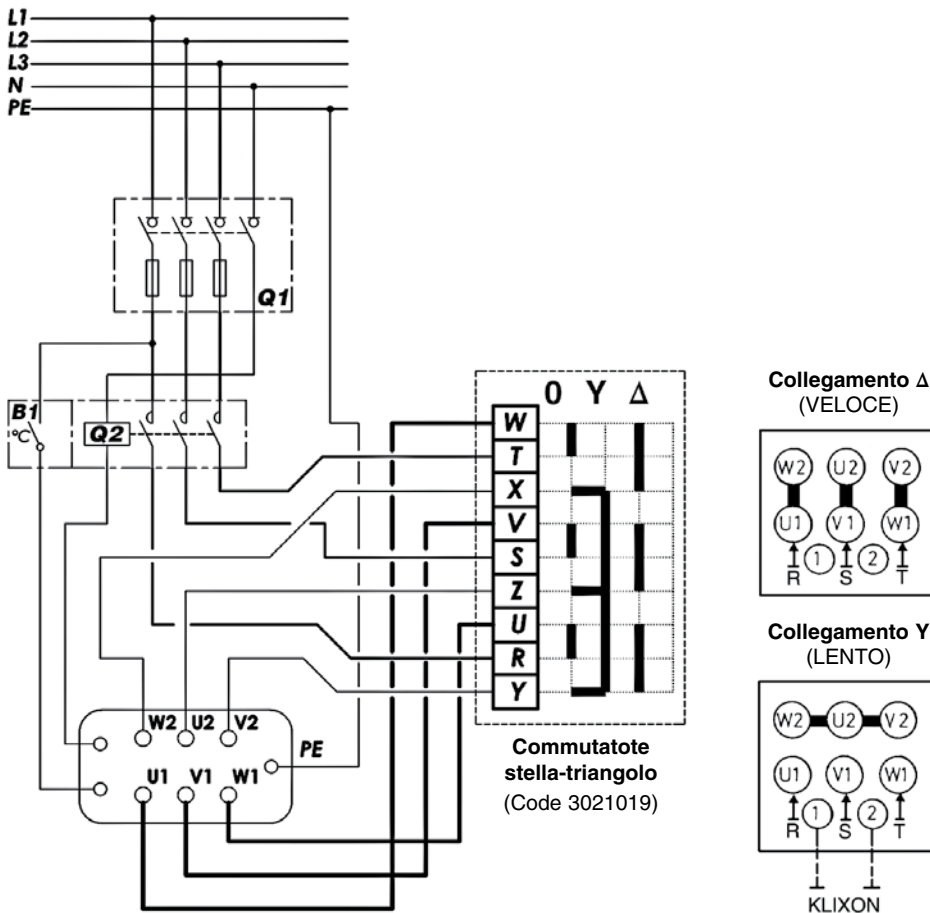 L1
L2
L3
N
PE
Q1
B1
°C
Q2
0 Y Δ
W
T
X
V
S
Z
U
R
Y
Commutatote
stella-triangolo
(Code 3021019)
W2 U2 V2
PE
U1 V1 W1
Collegamento Δ
(VELOCE)
W2 U2 V2
U1 V1 W1
1 2
R S T
Collegamento Y
(LENTO)
W2 U2 V2
U1 V1 W1
1 2
R S T
KLIXON